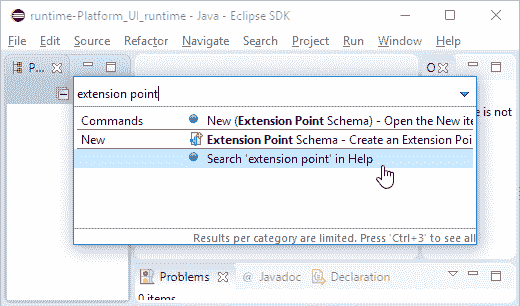 runtime-Platform_UI_runtime - Java - Eclipse SDK
File Edit Source Refactor Navigate Search Project Run Window Help
P...
O
extension point
Commands New (Extension Point Schema) - Open the New ite
e is not
New Extension Point Schema - Create an Extension Poi
Search 'extension point' in Help
Results per category are limited. Press 'Ctrl+3' to see all
Problems @ Javadoc Declaration
0 items